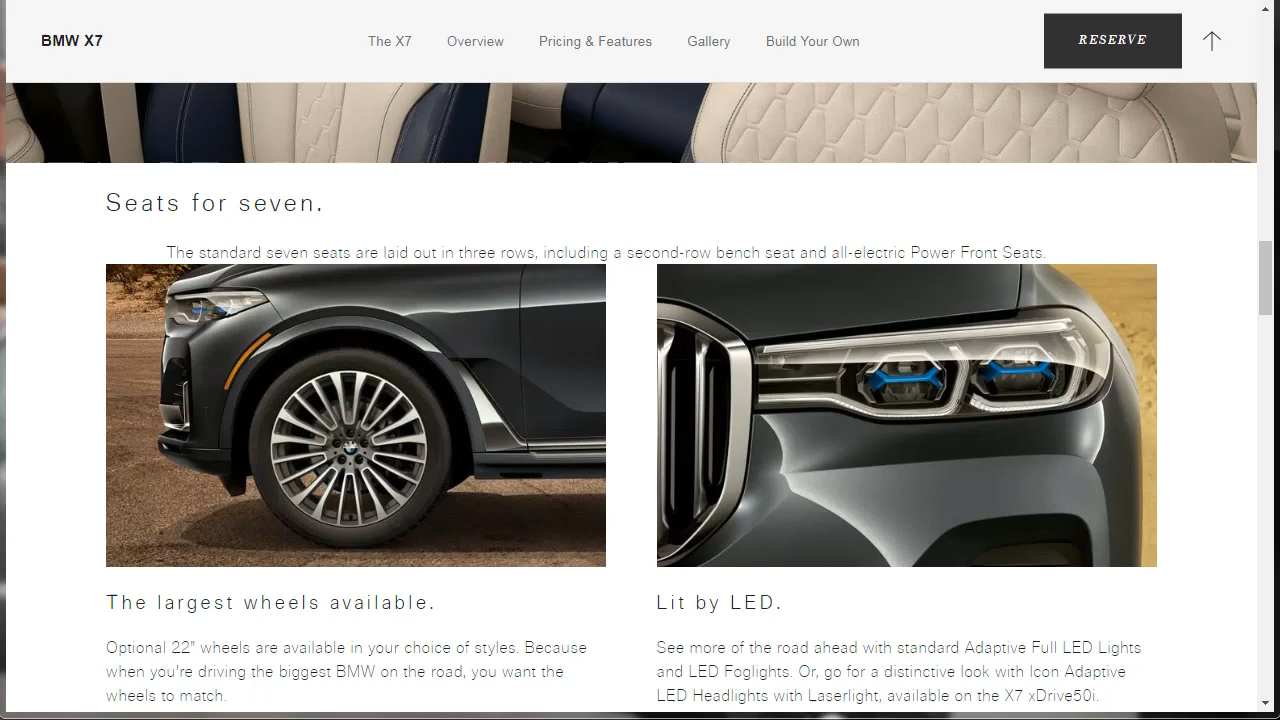 BMW X7
The X7
Overview
Pricing & Features
Gallery
Build Your Own
RESERVE
Seats for seven.
The standard seven seats are laid out in three rows, including a second-row bench seat and all-electric Power Front Seats.
The largest wheels available.
Optional 22" wheels are available in your choice of styles. Because
when you're driving the biggest BMW on the road, you want the
wheels to match.
Lit by LED.
See more of the road ahead with standard Adaptive Full LED Lights
and LED Foglights. Or, go for a distinctive look with Icon Adaptive
LED Headlights with Laserlight, available on the X7 xDrive50i.